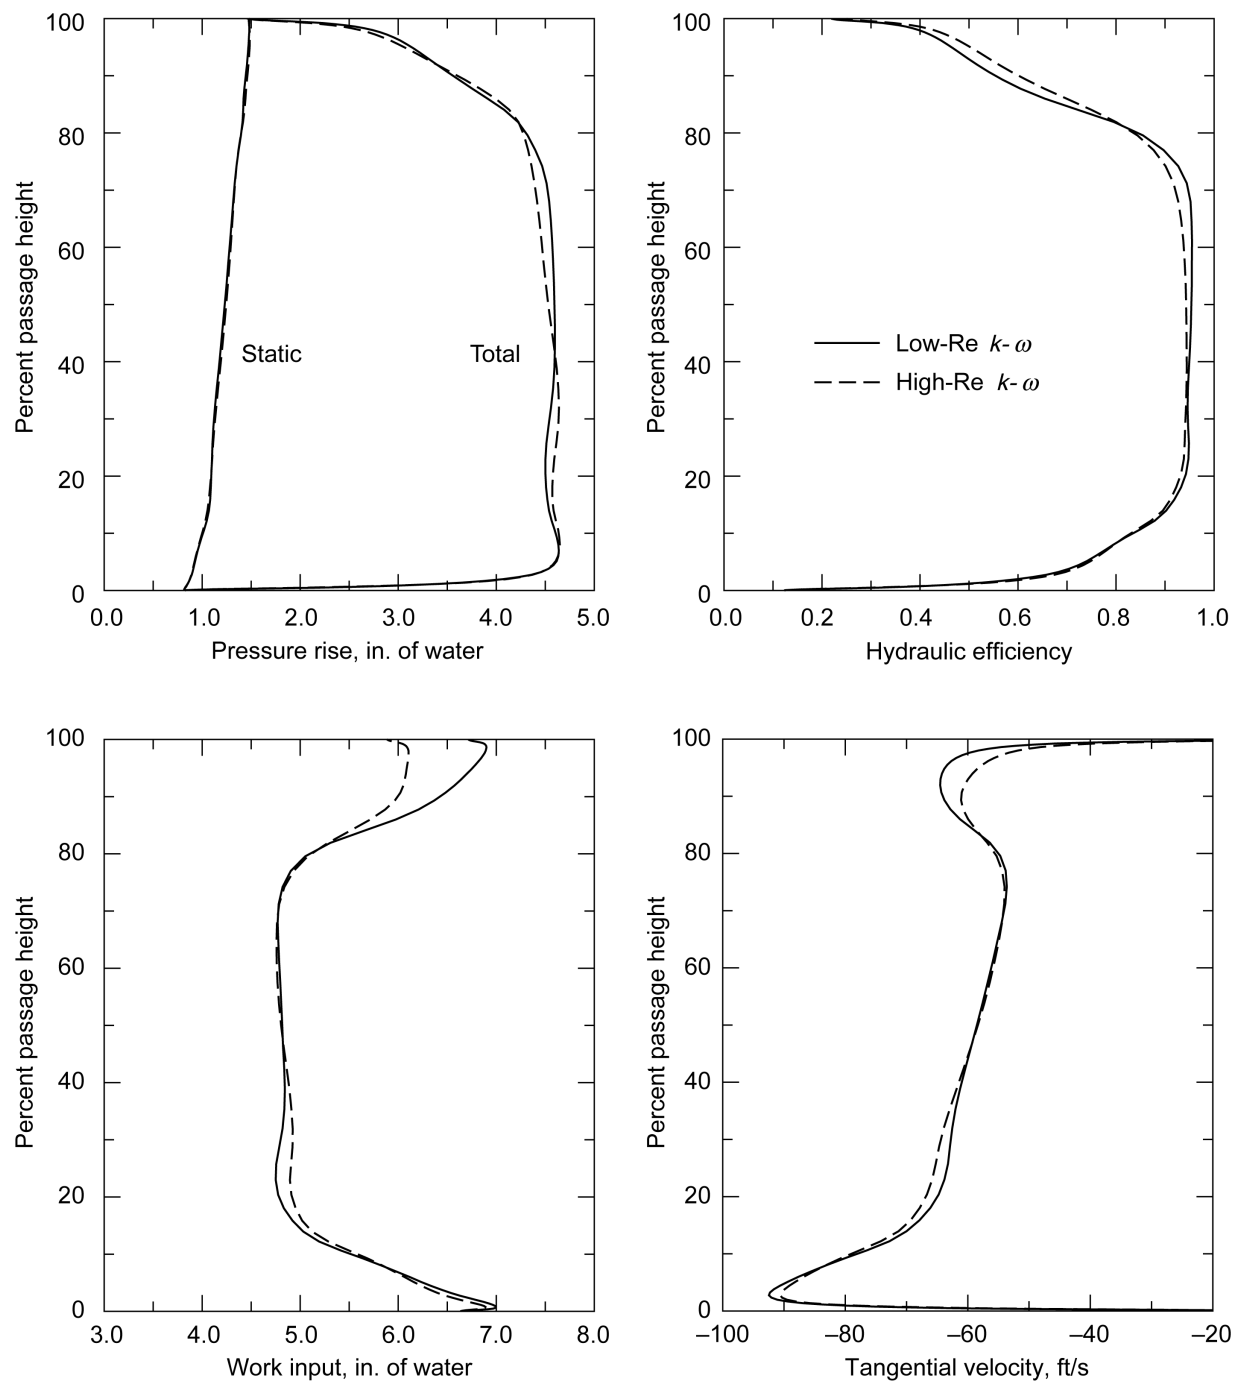 100
80
60
40
20
0
Percent passage height
Static
Total
0.0 1.0 2.0 3.0 4.0 5.0
Pressure rise, in. of water
100
80
60
40
20
0
Percent passage height
Low-Re k-ω
High-Re k-ω
0.0 0.2 0.4 0.6 0.8 1.0
Hydraulic efficiency
100
80
60
40
20
0
Percent passage height
3.0 4.0 5.0 6.0 7.0 8.0
Work input, in. of water
100
80
60
40
20
0
Percent passage height
–100 –80 –60 –40 –20
Tangential velocity, ft/s